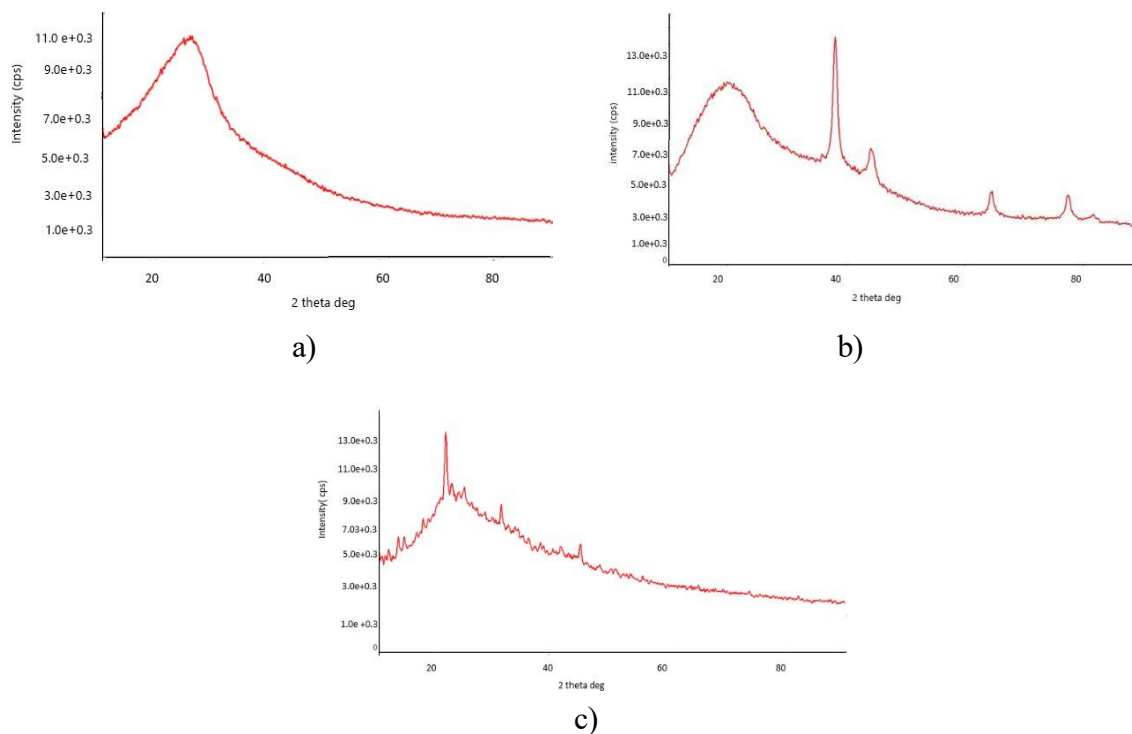 Intensity (cps)
11.0 e+0.3
9.0e+0.3
7.0e+0.3
5.0e+0.3
3.0e+0.3
1.0e+0.3
20 40 60 80
2 theta deg
a)
intensity (cps)
13.0e+0.3
11.0e+0.3
9.0e+0.3
7.0e+0.3
5.0e+0.3
3.0e+0.3
1.0e+0.3
0
20 40 60 80
2 theta deg
b)
Intensity( cps)
13.0e+0.3
11.0e+0.3
9.0e+0.3
7.03+0.3
5.0e+0.3
3.0e+0.3
1.0e +0.3
0
20 40 60 80
2 theta deg
c)